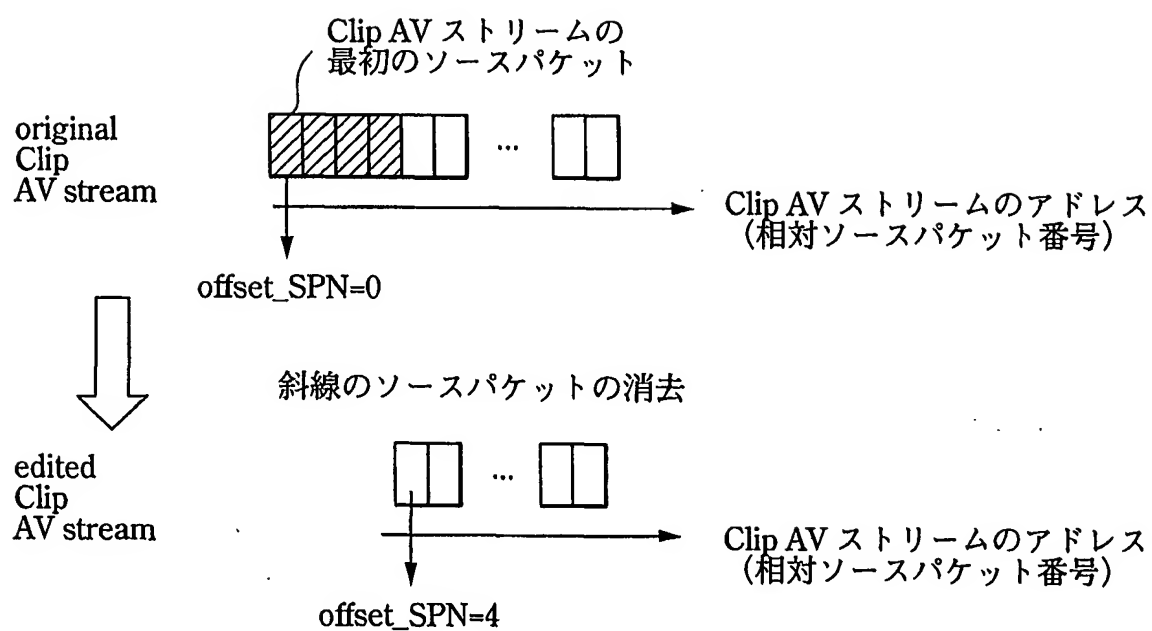 Clip AV ストリームの
最初のソースパケット
original
Clip
AV stream
...
Clip AV ストリームのアドレス
(相対ソースパケット番号)
offset_SPN=0
斜線のソースパケットの消去
edited
Clip
AV stream
...
Clip AV ストリームのアドレス
(相対ソースパケット番号)
offset_SPN=4